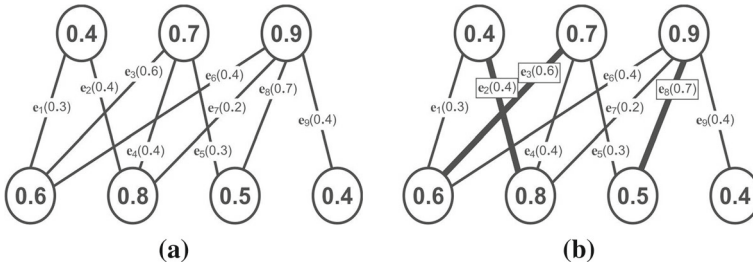 0.4 0.7 0.9 0.4 0.7 0.9
e3(0.6) e6(0.4) e3(0.6) e6(0.4)
e1(0.3) e2(0.4) e7(0.2) e8(0.7) e1(0.3) e2(0.4) e7(0.2) e8(0.7)
e9(0.4) e9(0.4)
e4(0.4) e5(0.3) e4(0.4) e5(0.3)
0.6 0.8 0.5 0.4 0.6 0.8 0.5 0.4
(a) (b)